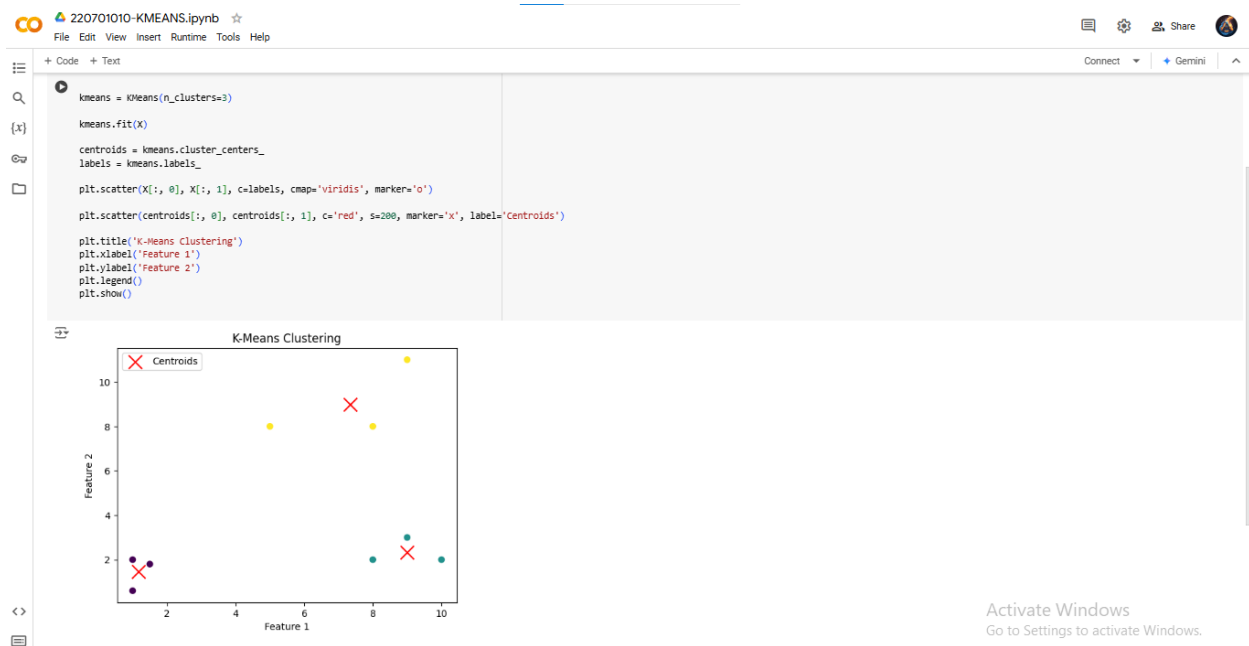 220701010-KMEANS.ipynb
File Edit View Insert Runtime Tools Help
Share
+ Code + Text
Connect
Gemini
{x}
kmeans = KMeans(n_clusters=3)
kmeans.fit(X)
centroids = kmeans.cluster_centers_
labels = kmeans.labels_
plt.scatter(X[:, 0], X[:, 1], c=labels, cmap='viridis', marker='o')
plt.scatter(centroids[:, 0], centroids[:, 1], c='red', s=200, marker='x', label='Centroids')
plt.title('K-Means Clustering')
plt.xlabel('Feature 1')
plt.ylabel('Feature 2')
plt.legend()
plt.show()
K-Means Clustering
Centroids
10
8
6
4
2
Feature 2
2 4 6 8 10
Feature 1
Activate Windows
Go to Settings to activate Windows.